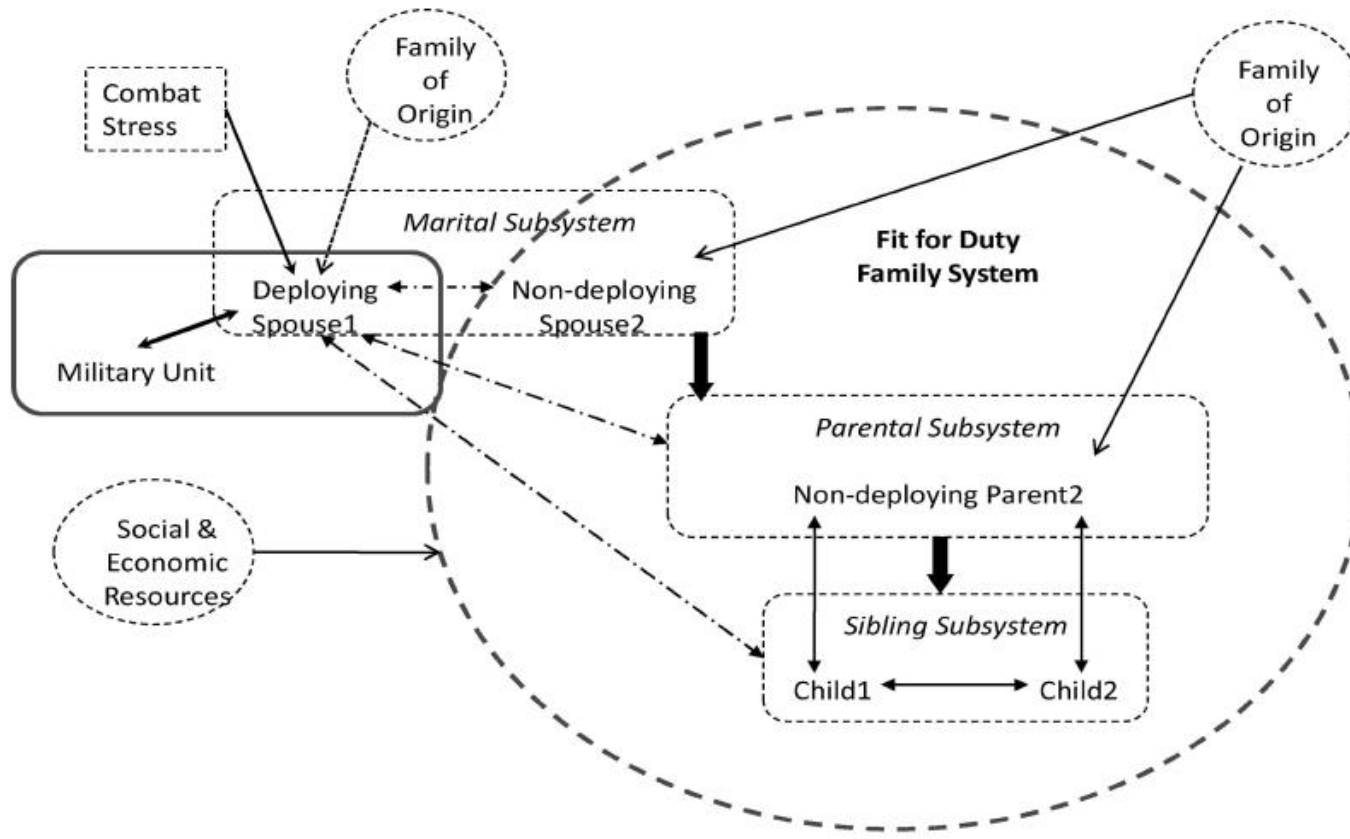 Family
of
Origin
Combat
Stress
Family
of
Origin
Marital Subsystem
Fit for Duty
Family System
Deploying
Spouse1
Non-deploying
Spouse2
Military Unit
Parental Subsystem
Non-deploying Parent2
Social &
Economic
Resources
Sibling Subsystem
Child1
Child2